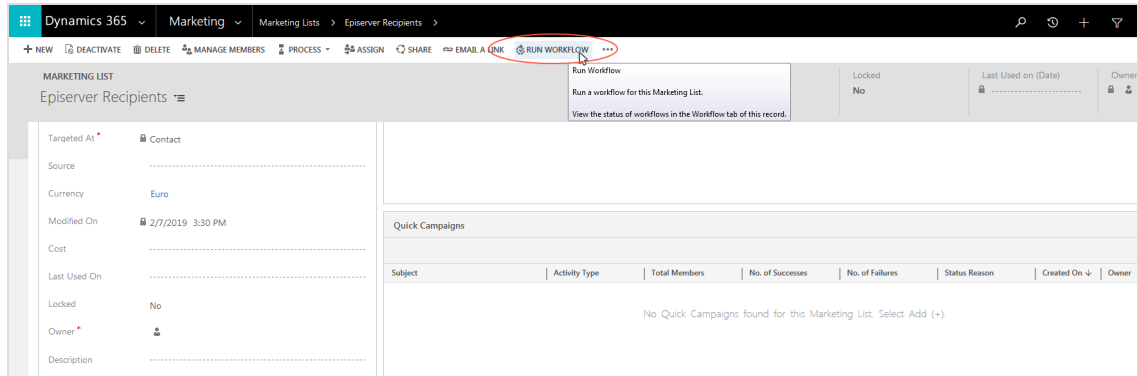 Dynamics 365 Marketing Marketing Lists > Episerver Recipients >
+ NEW DEACTIVATE DELETE MANAGE MEMBERS PROCESS ASSIGN SHARE EMAIL A LINK RUN WORKFLOW ...
Run Workflow
Run a workflow for this Marketing List.
View the status of workflows in the Workflow tab of this record.
MARKETING LIST
Episerver Recipients
Locked
No
Last Used on (Date)
Owner
Targeted At * Contact
Source
Currency Euro
Modified On 2/7/2019 3:30 PM
Cost
Last Used On
Locked No
Owner *
Description
Quick Campaigns
Subject Activity Type Total Members No. of Successes No. of Failures Status Reason Created On ↓ Owner
No Quick Campaigns found for this Marketing List. Select Add (+).